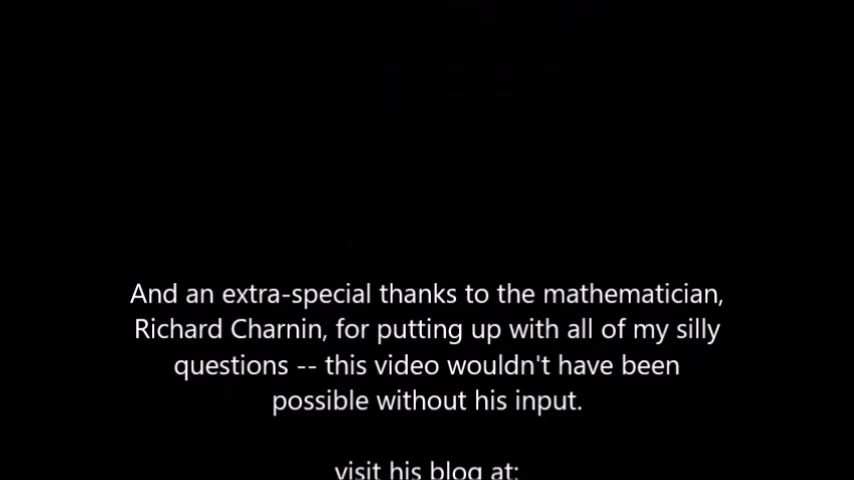 And an extra-special thanks to the mathematician,
Richard Charnin, for putting up with all of my silly
questions -- this video wouldn't have been
possible without his input.
visit his blog at: